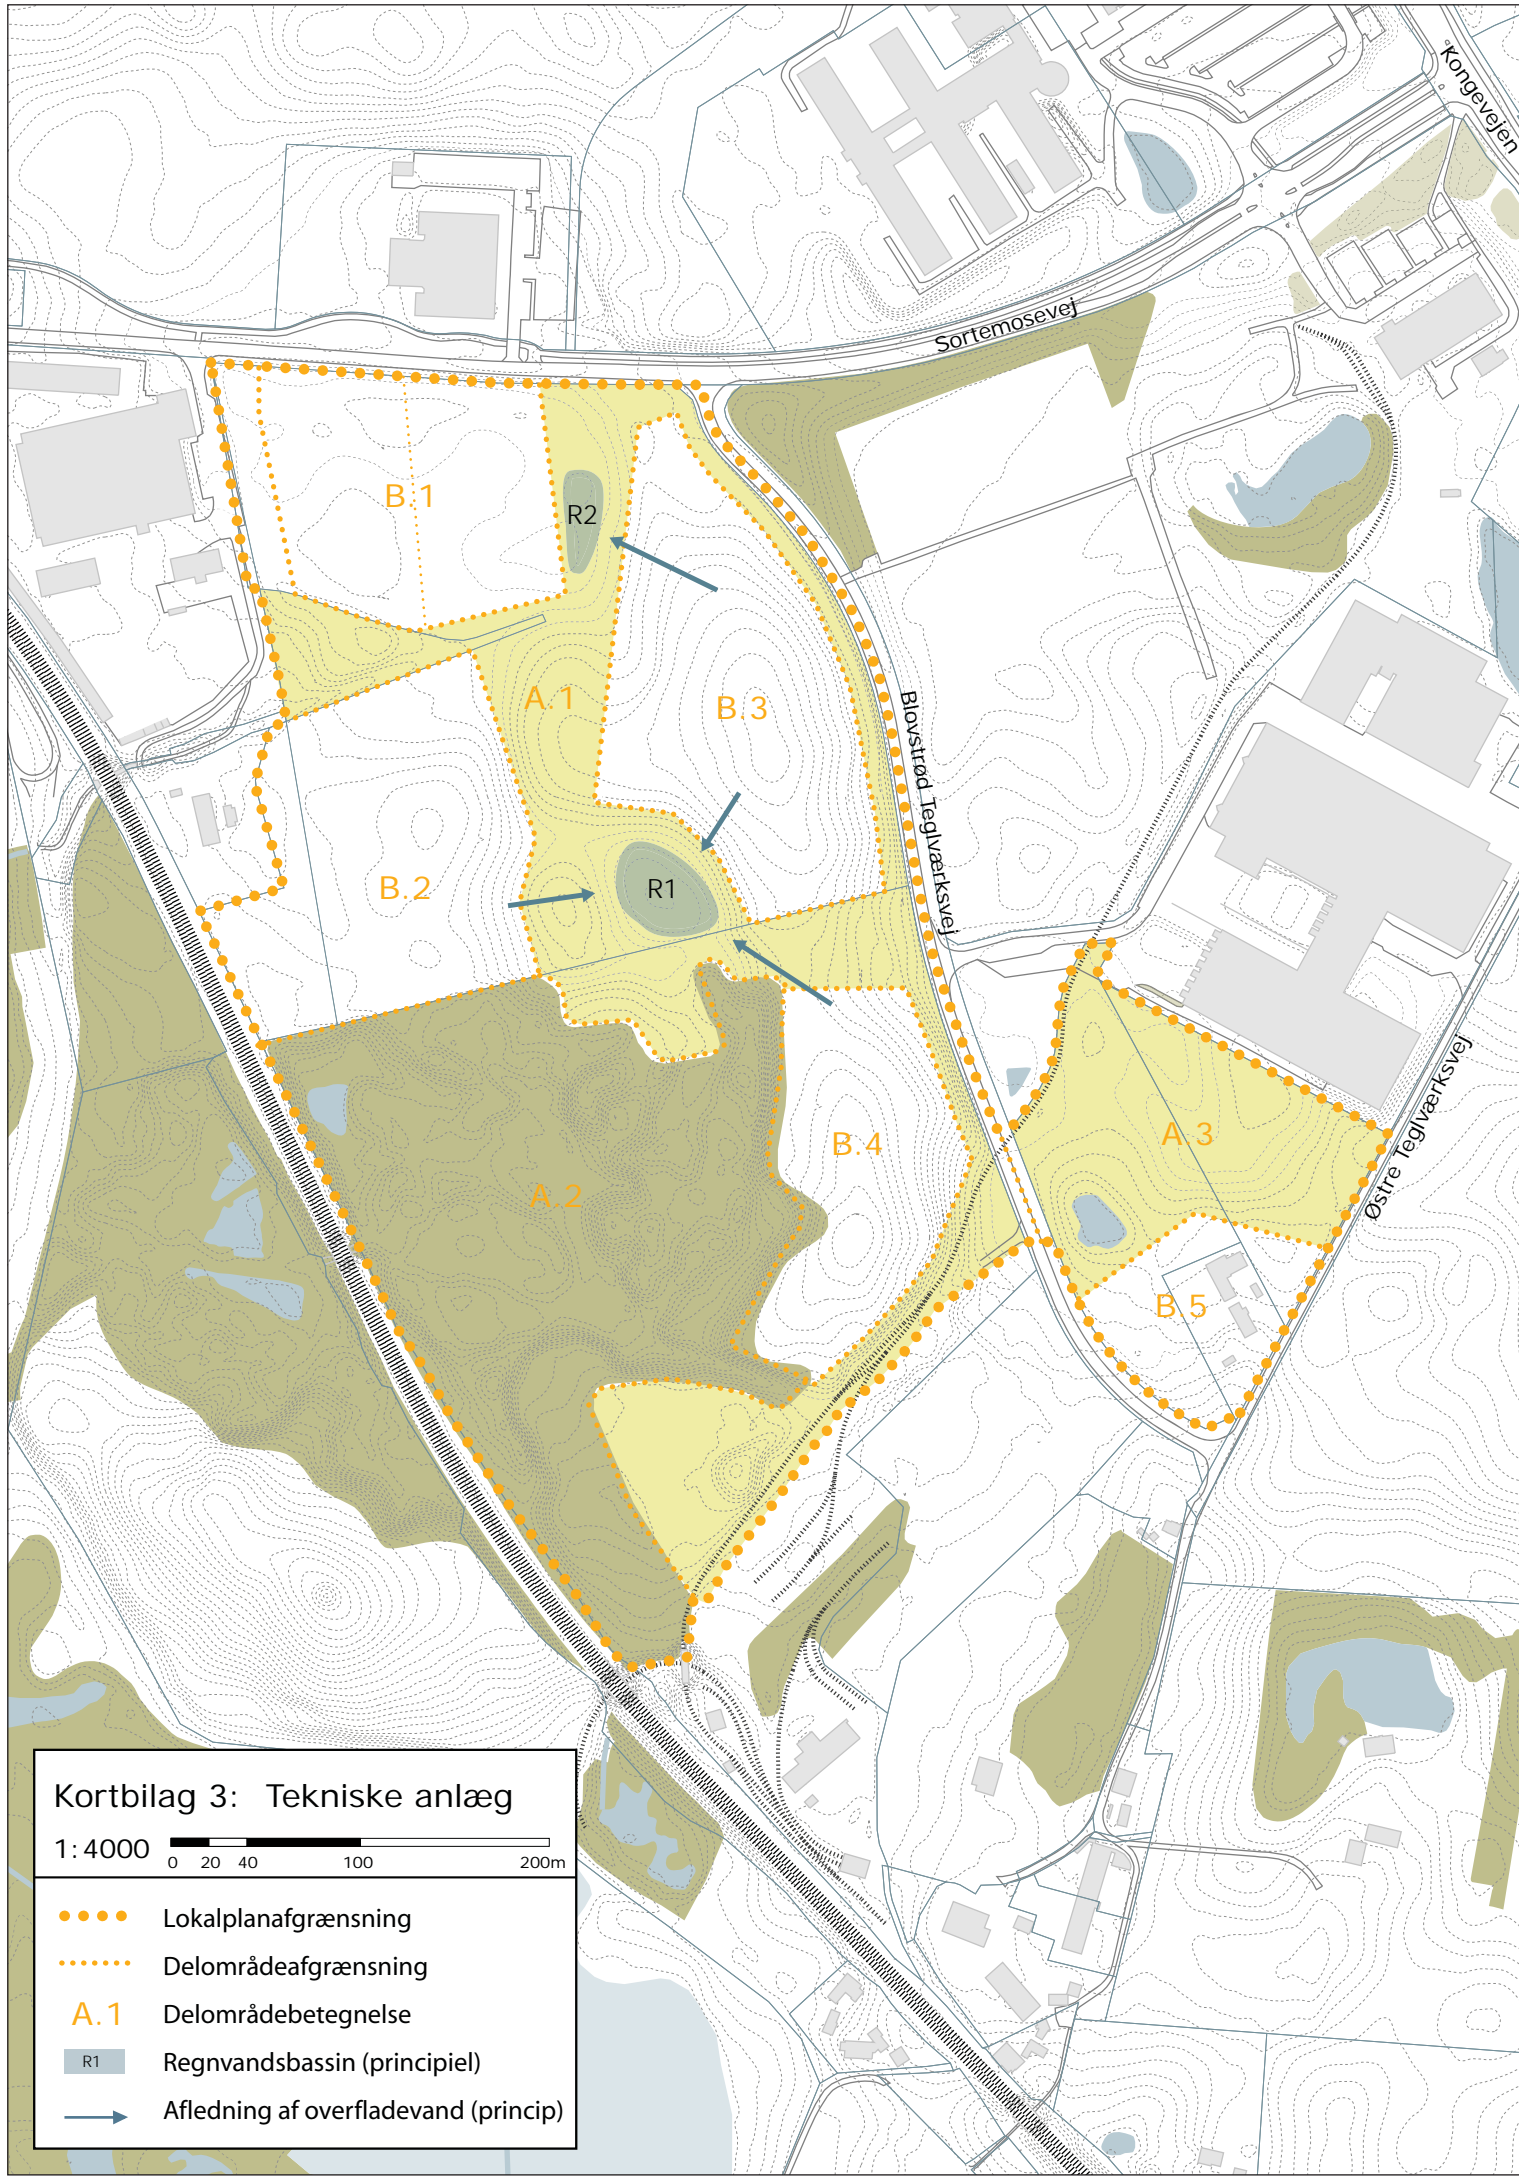 Kongevejen
Sortemosevej
B.1
R2
A.1
B.3
Blovstrød Teglværksvej
B.2
R1
A.3
B.4
Østre Teglværksvej
A.2
B.5
Kortbilag 3: Tekniske anlæg
1:4000
0 20 40 100 200m
Lokalplanafgrænsning
Delområdeafgrænsning
A.1 Delområdebetegnelse
R1 Regnvandsbassin (principiel)
Afledning af overfladevand (princip)